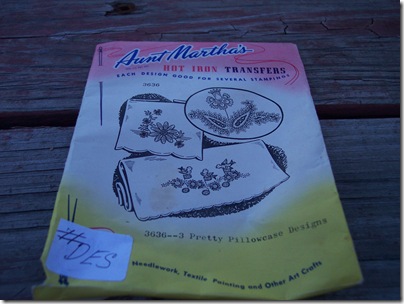 Aunt Martha's
HOT IRON TRANSFERS
EACH DESIGN GOOD FOR SEVERAL STAMPINGS
3636
3636--3 Pretty Pillowcase Designs
# DES
Needlework, Textile Painting and Other Art Crafts